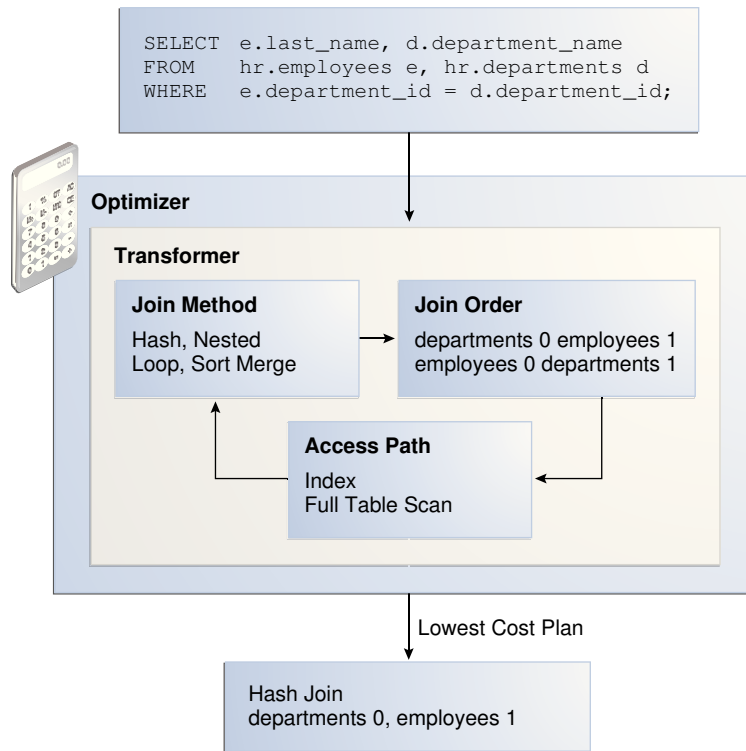 SELECT e.last_name, d.department_name
FROM hr.employees e, hr.departments d
WHERE e.department_id = d.department_id;
0.00
Optimizer
Transformer
Join Method
Hash, Nested
Loop, Sort Merge
Join Order
departments 0 employees 1
employees 0 departments 1
Access Path
Index
Full Table Scan
Lowest Cost Plan
Hash Join
departments 0, employees 1